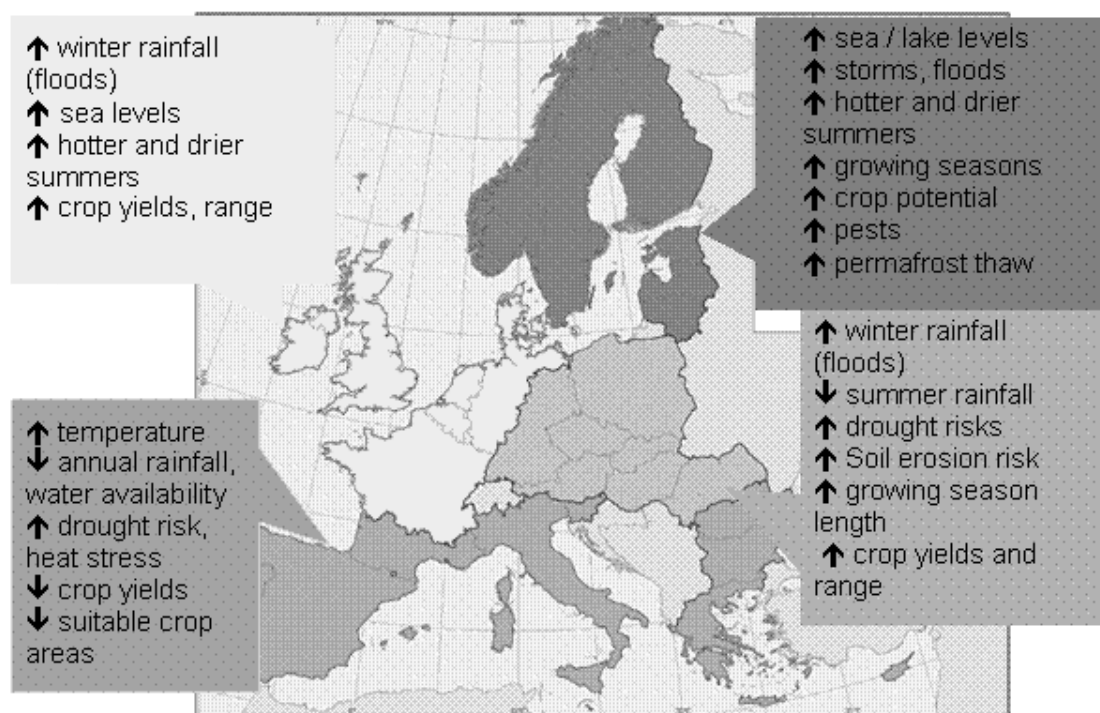 ↑ winter rainfall
(floods)
↑ sea levels
↑ hotter and drier
summers
↑ crop yields, range
↑ sea / lake levels
↑ storms, floods
↑ hotter and drier
summers
↑ growing seasons
↑ crop potential
↑ pests
↑ permafrost thaw
↑ temperature
↓ annual rainfall,
water availability
↑ drought risk,
heat stress
↓ crop yields
↓ suitable crop
areas
↑ winter rainfall
(floods)
↓ summer rainfall
↑ drought risks
↑ Soil erosion risk
↑ growing season
length
↑ crop yields and
range